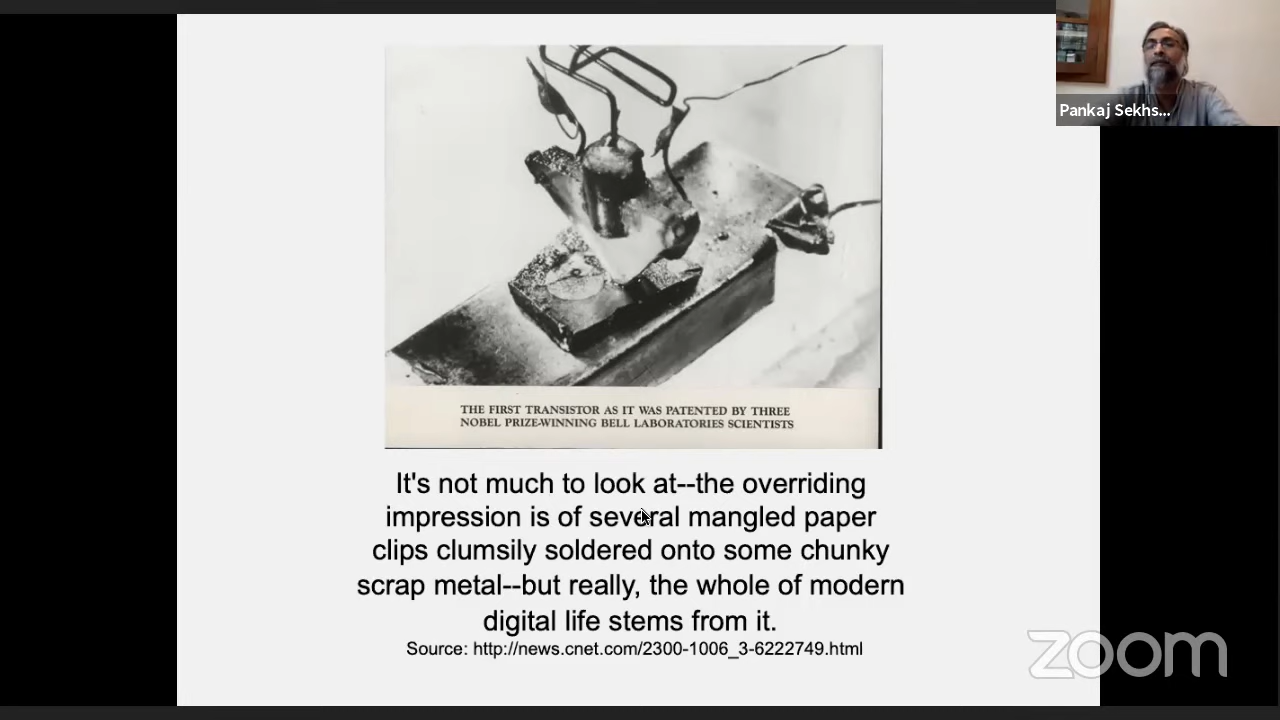 Pankaj Sekhs...
THE FIRST TRANSISTOR AS IT WAS PATENTED BY THREE
NOBEL PRIZE-WINNING BELL LABORATORIES SCIENTISTS
It's not much to look at--the overriding
impression is of several mangled paper
clips clumsily soldered onto some chunky
scrap metal--but really, the whole of modern
digital life stems from it.
Source: http://news.cnet.com/2300-1006_3-6222749.html
zoom